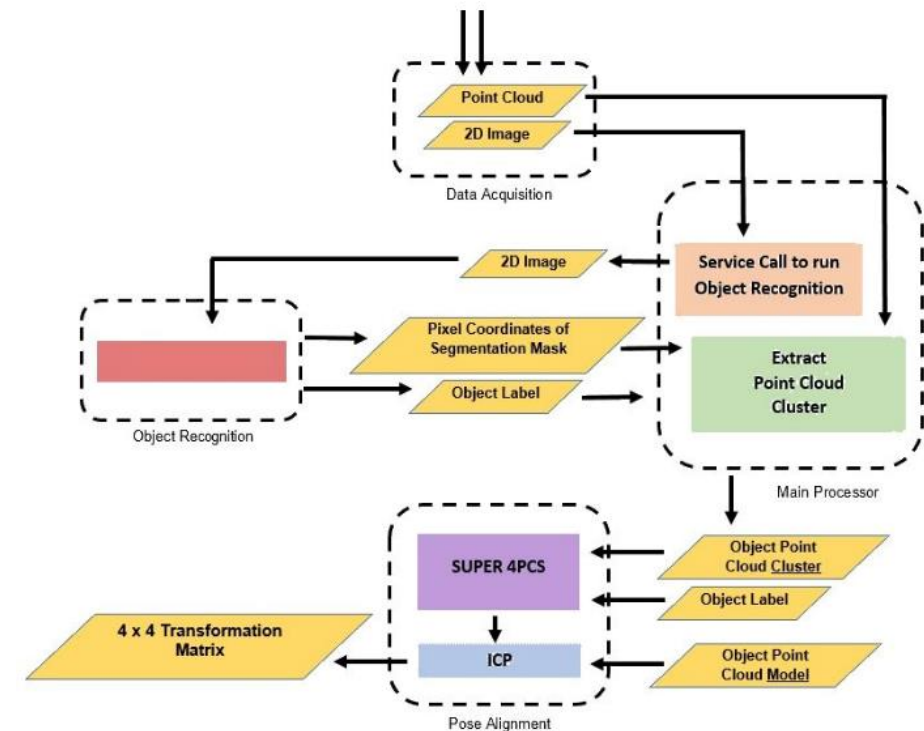 Point Cloud
2D Image
Data Acquisition
2D Image
Service Call to run
Object Recognition
Pixel Coordinates of
Segmentation Mask
Extract
Point Cloud
Cluster
Object Label
Object Recognition
Main Processor
SUPER 4PCS
Object Point
Cloud Cluster
Object Label
4 x 4 Transformation
Matrix
ICP
Object Point
Cloud Model
Pose Alignment